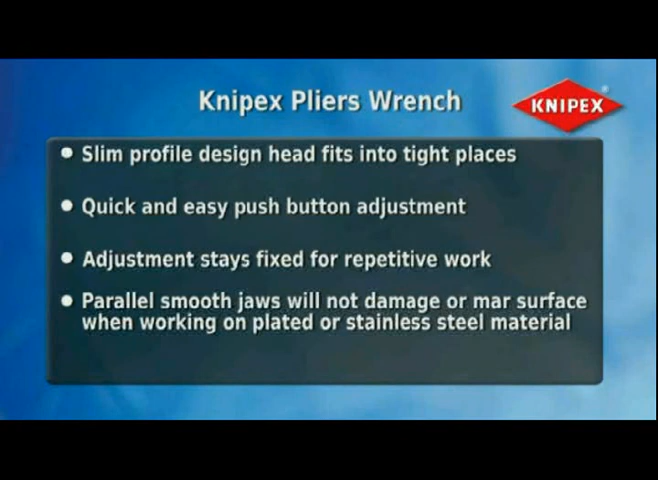 Knipex Pliers Wrench
KNIPEX®
• Slim profile design head fits into tight places
• Quick and easy push button adjustment
• Adjustment stays fixed for repetitive work
• Parallel smooth jaws will not damage or mar surface
when working on plated or stainless steel material